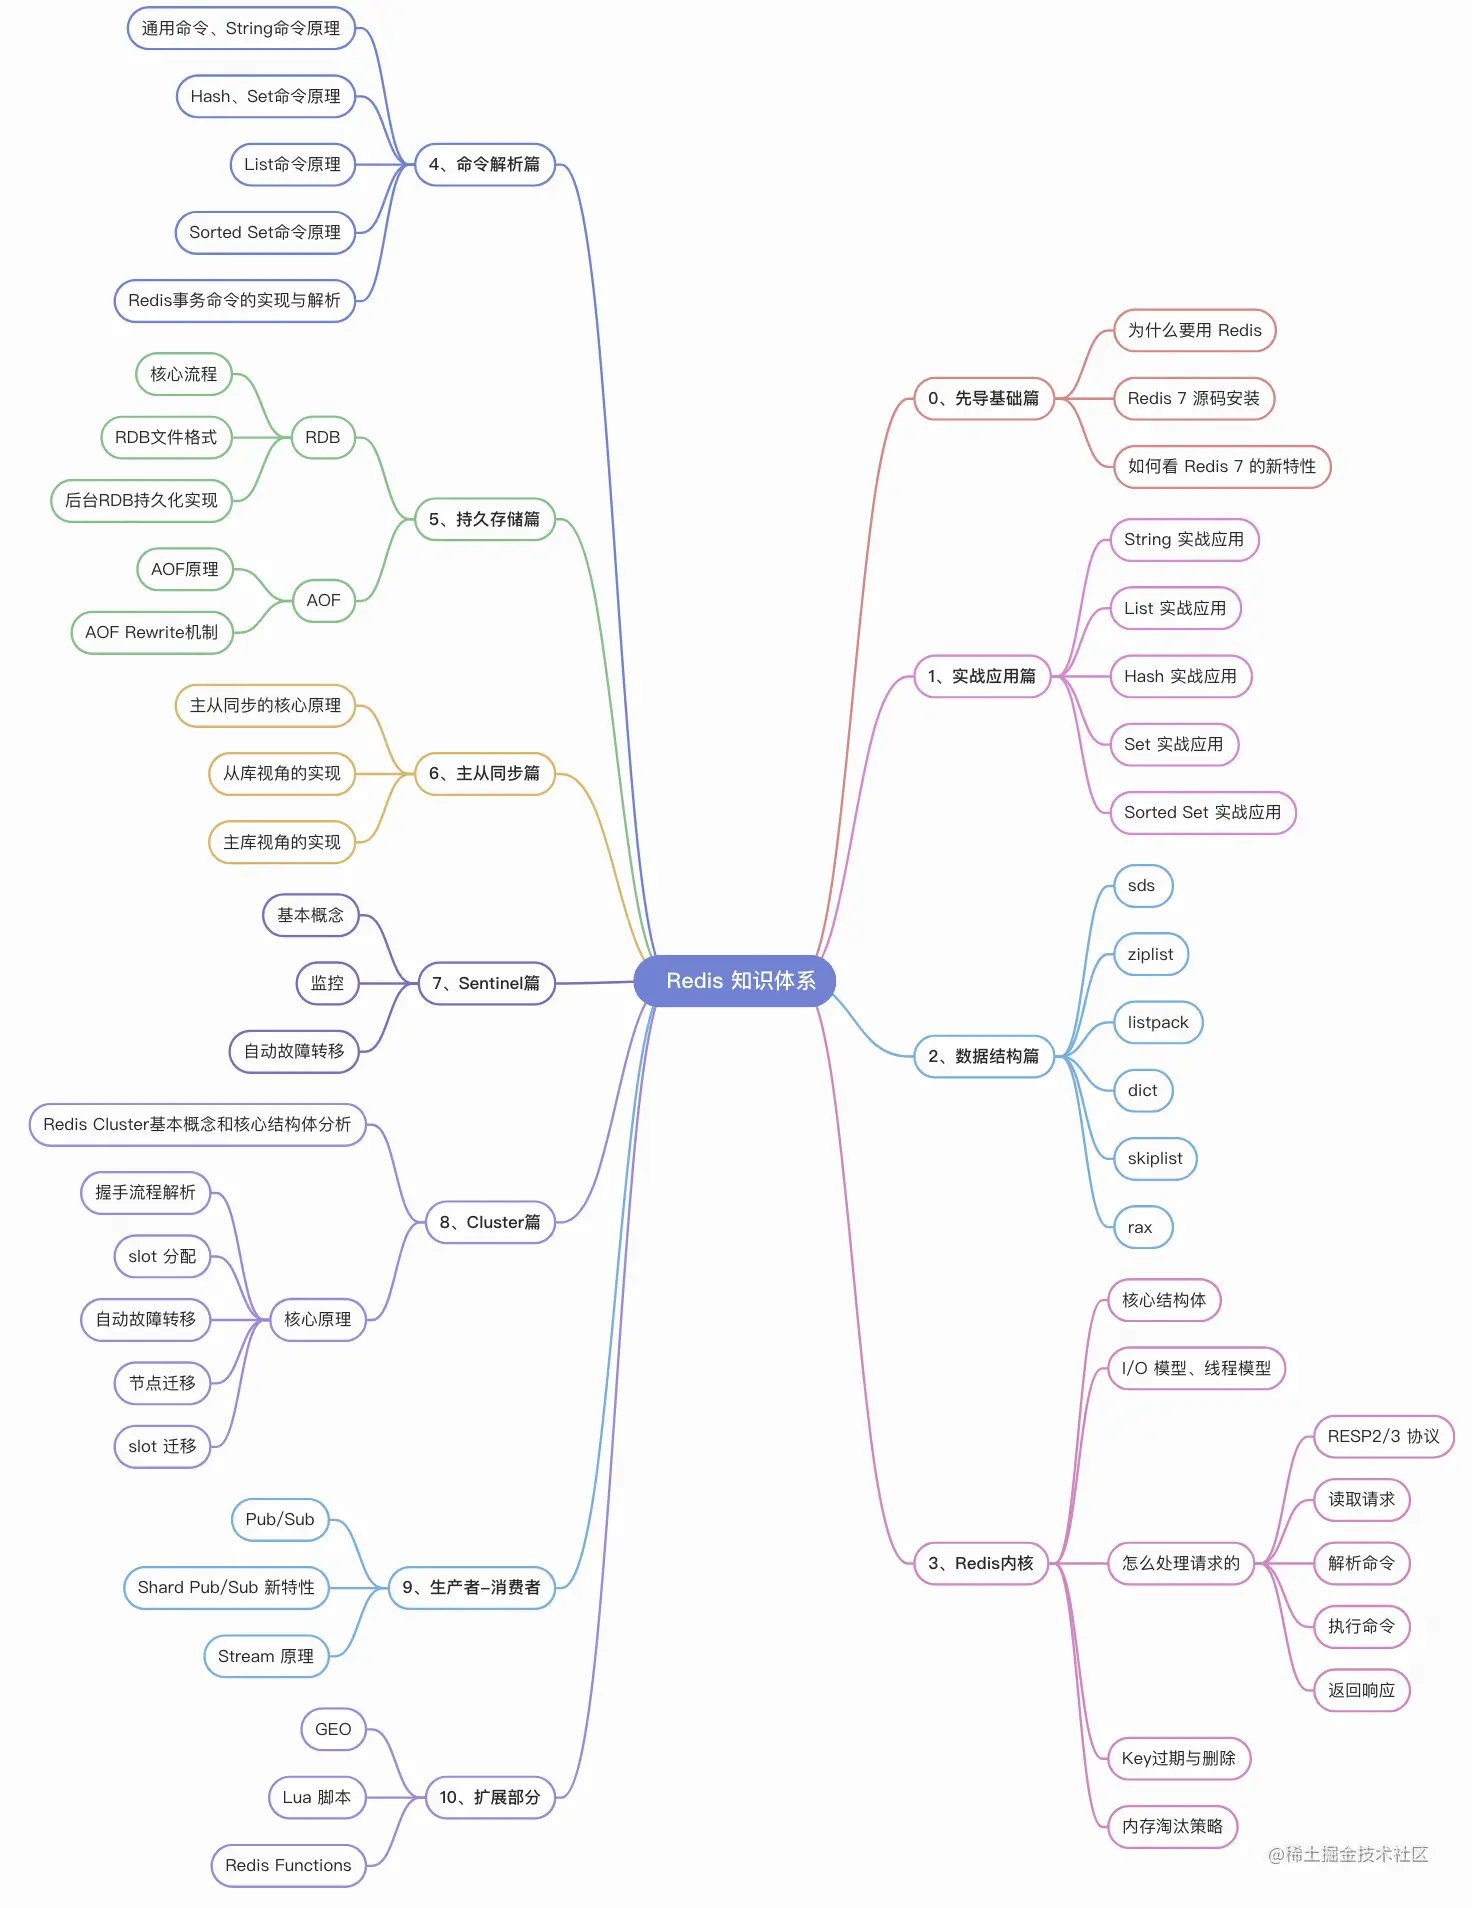 Redis 知识体系
0、先导基础篇
为什么要用 Redis
Redis 7 源码安装
如何看 Redis 7 的新特性
1、实战应用篇
String 实战应用
List 实战应用
Hash 实战应用
Set 实战应用
Sorted Set 实战应用
2、数据结构篇
sds
ziplist
listpack
dict
skiplist
rax
3、Redis内核
核心结构体
I/O 模型、线程模型
怎么处理请求的
RESP2/3 协议
读取请求
解析命令
执行命令
返回响应
Key过期与删除
内存淘汰策略
4、命令解析篇
通用命令、String命令原理
Hash、Set命令原理
List命令原理
Sorted Set命令原理
Redis事务命令的实现与解析
5、持久存储篇
RDB
核心流程
RDB文件格式
后台RDB持久化实现
AOF
AOF原理
AOF Rewrite机制
6、主从同步篇
主从同步的核心原理
从库视角的实现
主库视角的实现
7、Sentinel篇
基本概念
监控
自动故障转移
8、Cluster篇
Redis Cluster基本概念和核心结构体分析
核心原理
握手流程解析
slot 分配
自动故障转移
节点迁移
slot 迁移
9、生产者-消费者
Pub/Sub
Shard Pub/Sub 新特性
Stream 原理
10、扩展部分
GEO
Lua 脚本
Redis Functions
@稀土掘金技术社区